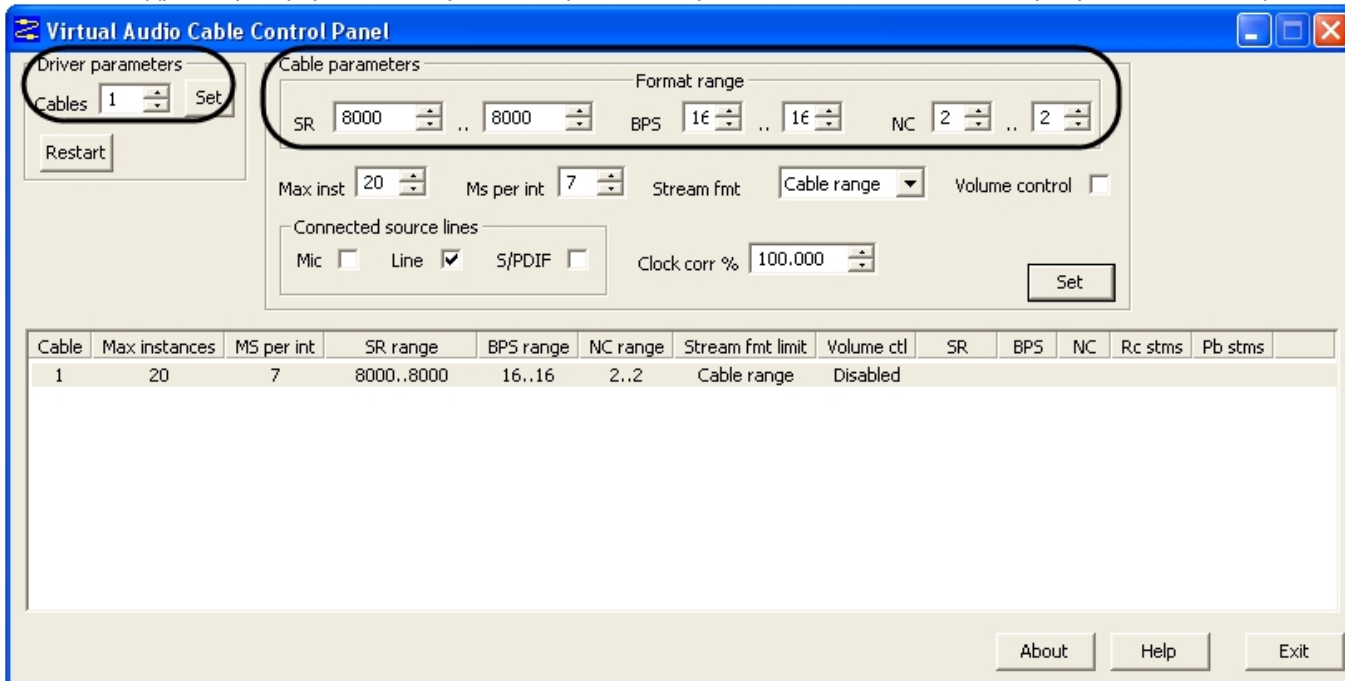 Virtual Audio Cable Control Panel
Driver parameters
Cables 1 Set
Restart
Cable parameters
Format range
SR 8000 .. 8000 BPS 16 .. 16 NC 2 .. 2
Max inst 20 Ms per int 7 Stream fmt Cable range Volume control
Connected source lines
Mic Line S/PDIF Clock corr % 100.000
Set
Cable Max instances MS per int SR range BPS range NC range Stream fmt limit Volume ctl SR BPS NC Rc stms Pb stms
1 20 7 8000..8000 16..16 2..2 Cable range Disabled
About Help Exit